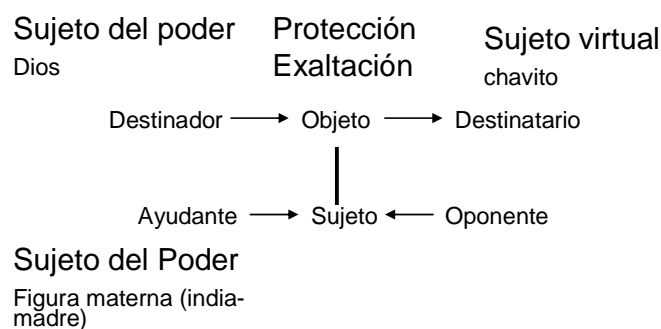 Sujeto del poder
Dios
Protección
Exaltación
Sujeto virtual
chavito
Destinador
Objeto
Destinatario
Ayudante
Sujeto
Oponente
Sujeto del Poder
Figura materna (india-
madre)